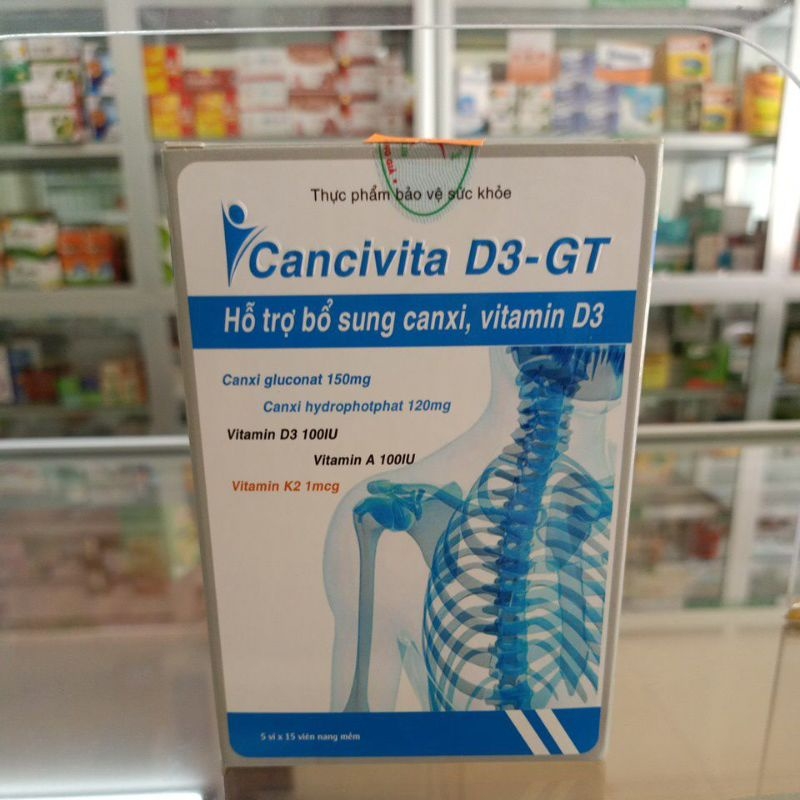 Thực phẩm bảo vệ sức khỏe
Cancivita D3-GT
Hỗ trợ bổ sung canxi, vitamin D3
Canxi gluconat 150mg
Canxi hydrophotphat 120mg
Vitamin D3 100IU
Vitamin A 100IU
Vitamin K2 1mcg
5 vỉ x 15 viên nang mềm